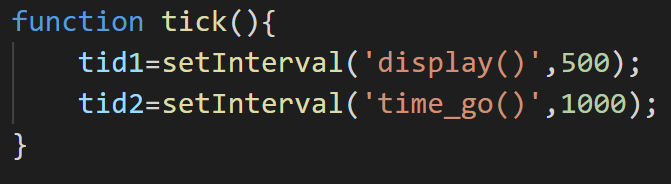 function tick(){
    tid1=setInterval('display()',500);
    tid2=setInterval('time_go()',1000);
}